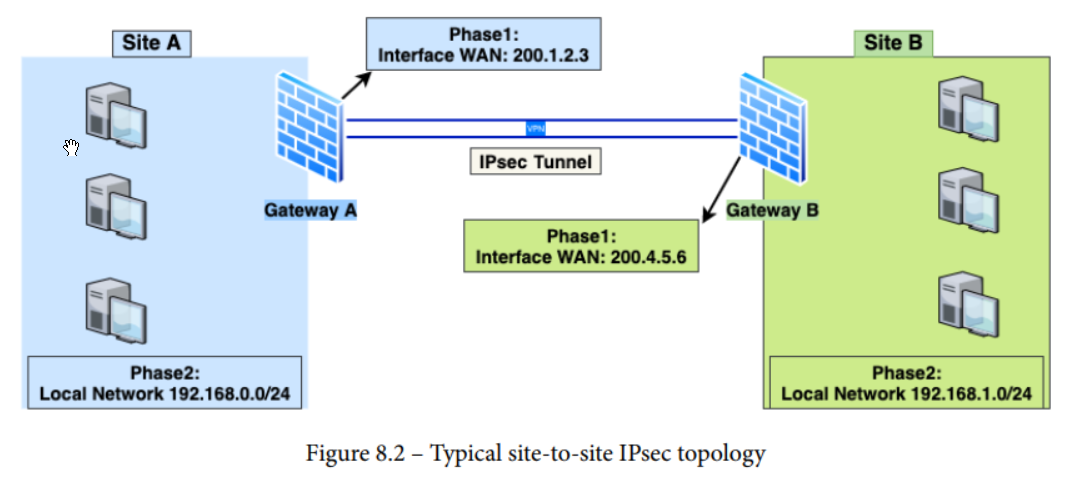 Site A
Phase1:
Interface WAN: 200.1.2.3
Site B
VPN
IPsec Tunnel
Gateway A
Gateway B
Phase1:
Interface WAN: 200.4.5.6
Phase2:
Local Network 192.168.0.0/24
Phase2:
Local Network 192.168.1.0/24
Figure 8.2 – Typical site-to-site IPsec topology